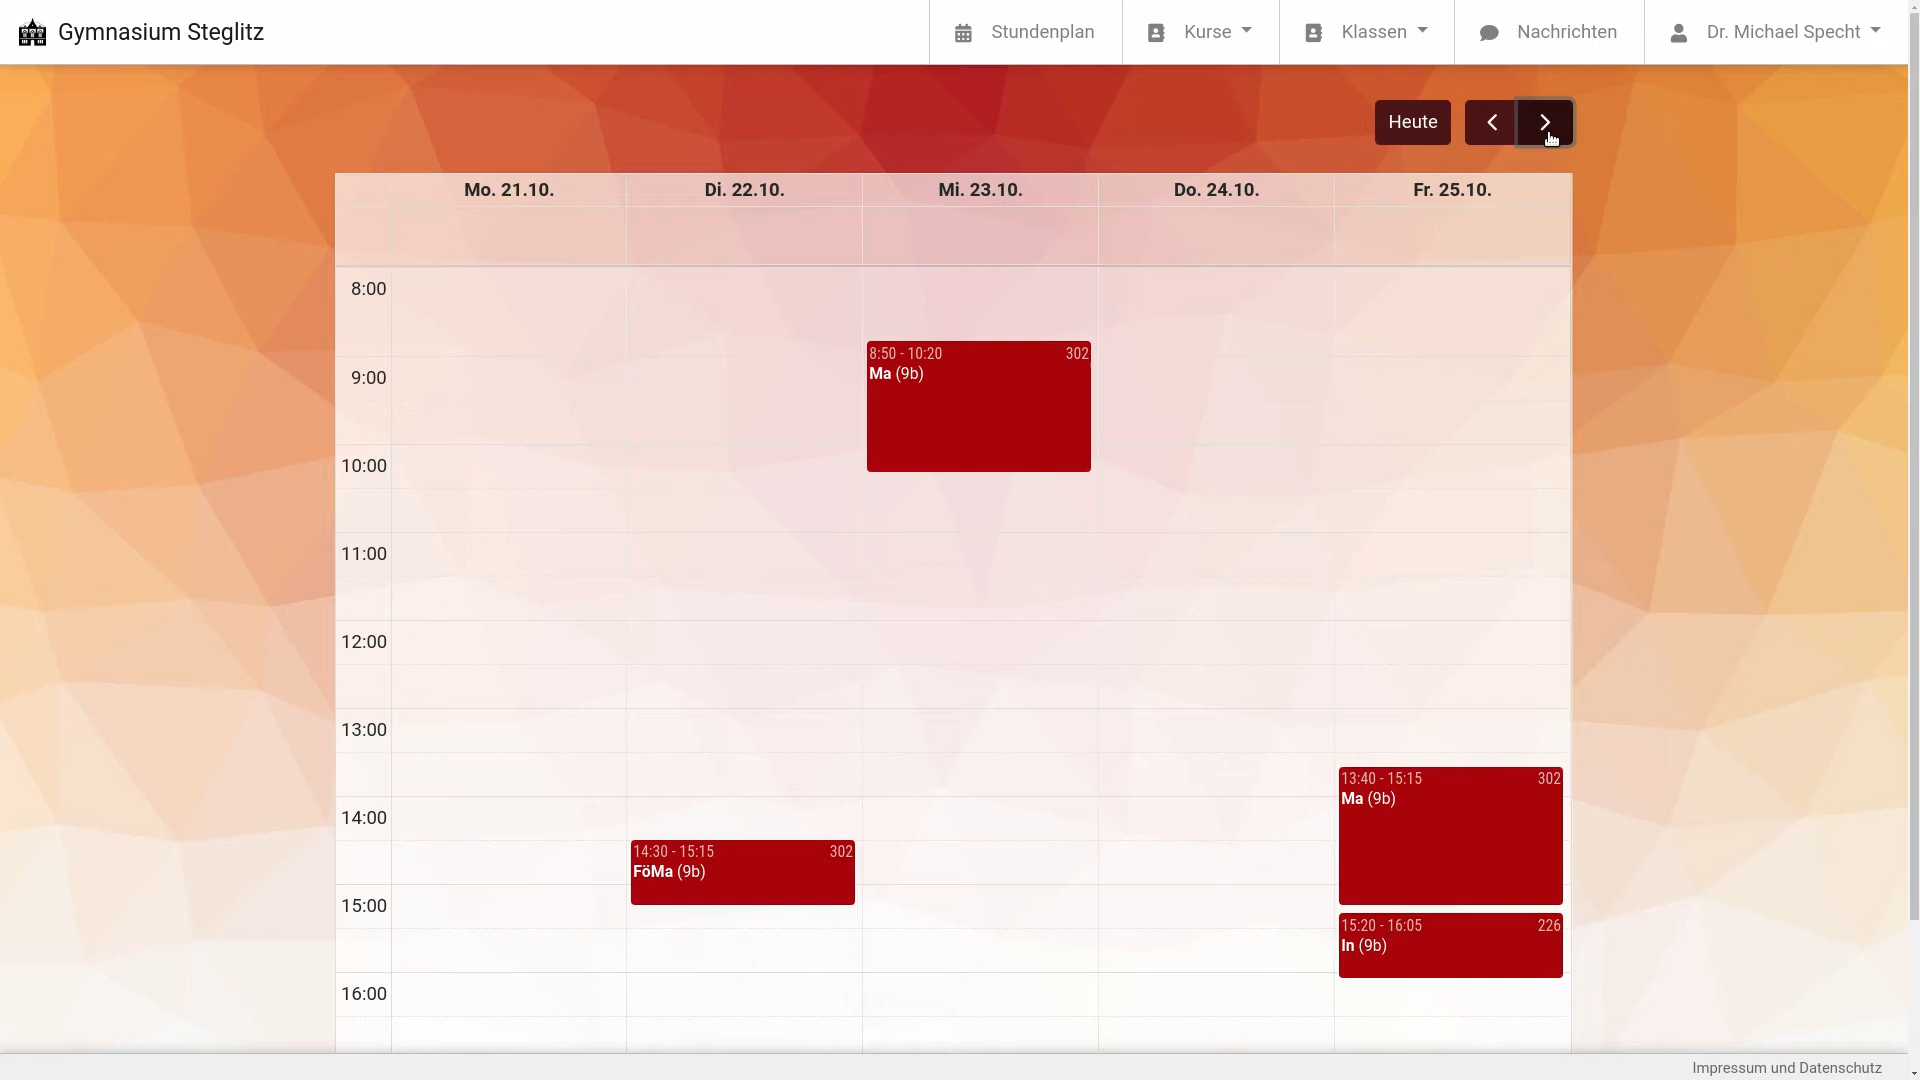 Gymnasium Steglitz
Stundenplan
Kurse
Klassen
Nachrichten
Dr. Michael Specht
Heute
Mo. 21.10.
Di. 22.10.
Mi. 23.10.
Do. 24.10.
Fr. 25.10.
8:00
8:50 - 10:20 302
Ma (9b)
9:00
10:00
11:00
12:00
13:00
13:40 - 15:15 302
Ma (9b)
14:00
14:30 - 15:15 302
FöMa (9b)
15:00
15:20 - 16:05 226
In (9b)
16:00
Impressum und Datenschutz